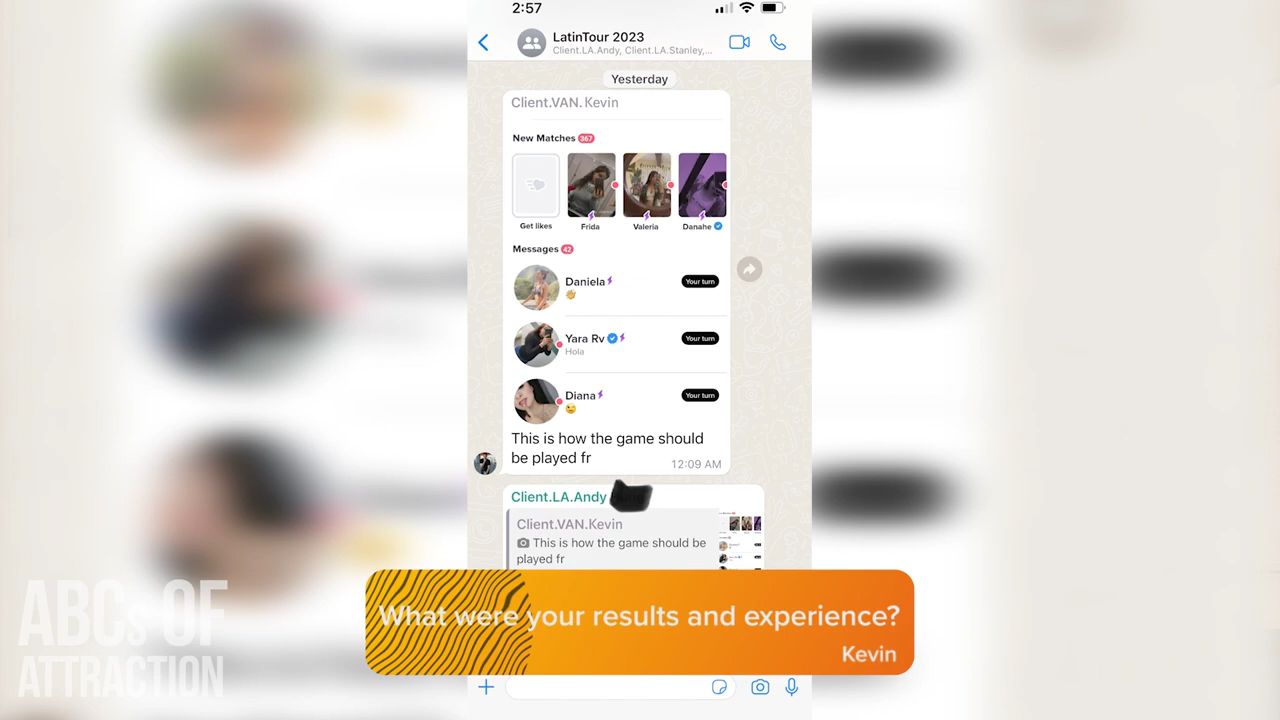 2:57
LatinTour 2023
Client.LA.Andy, Client.LA.Stanley,...
Yesterday
Client.VAN.Kevin
New Matches 367
Get likes
Frida
Valeria
Danahe
Messages 42
Daniela
Your turn
Yara Rv
Hola
Your turn
Diana
Your turn
This is how the game should
be played fr
12:09 AM
Client.LA.Andy
Client.VAN.Kevin
This is how the game should be
played fr
What were your results and experience?
Kevin
ABCs OF
ATTRACTION